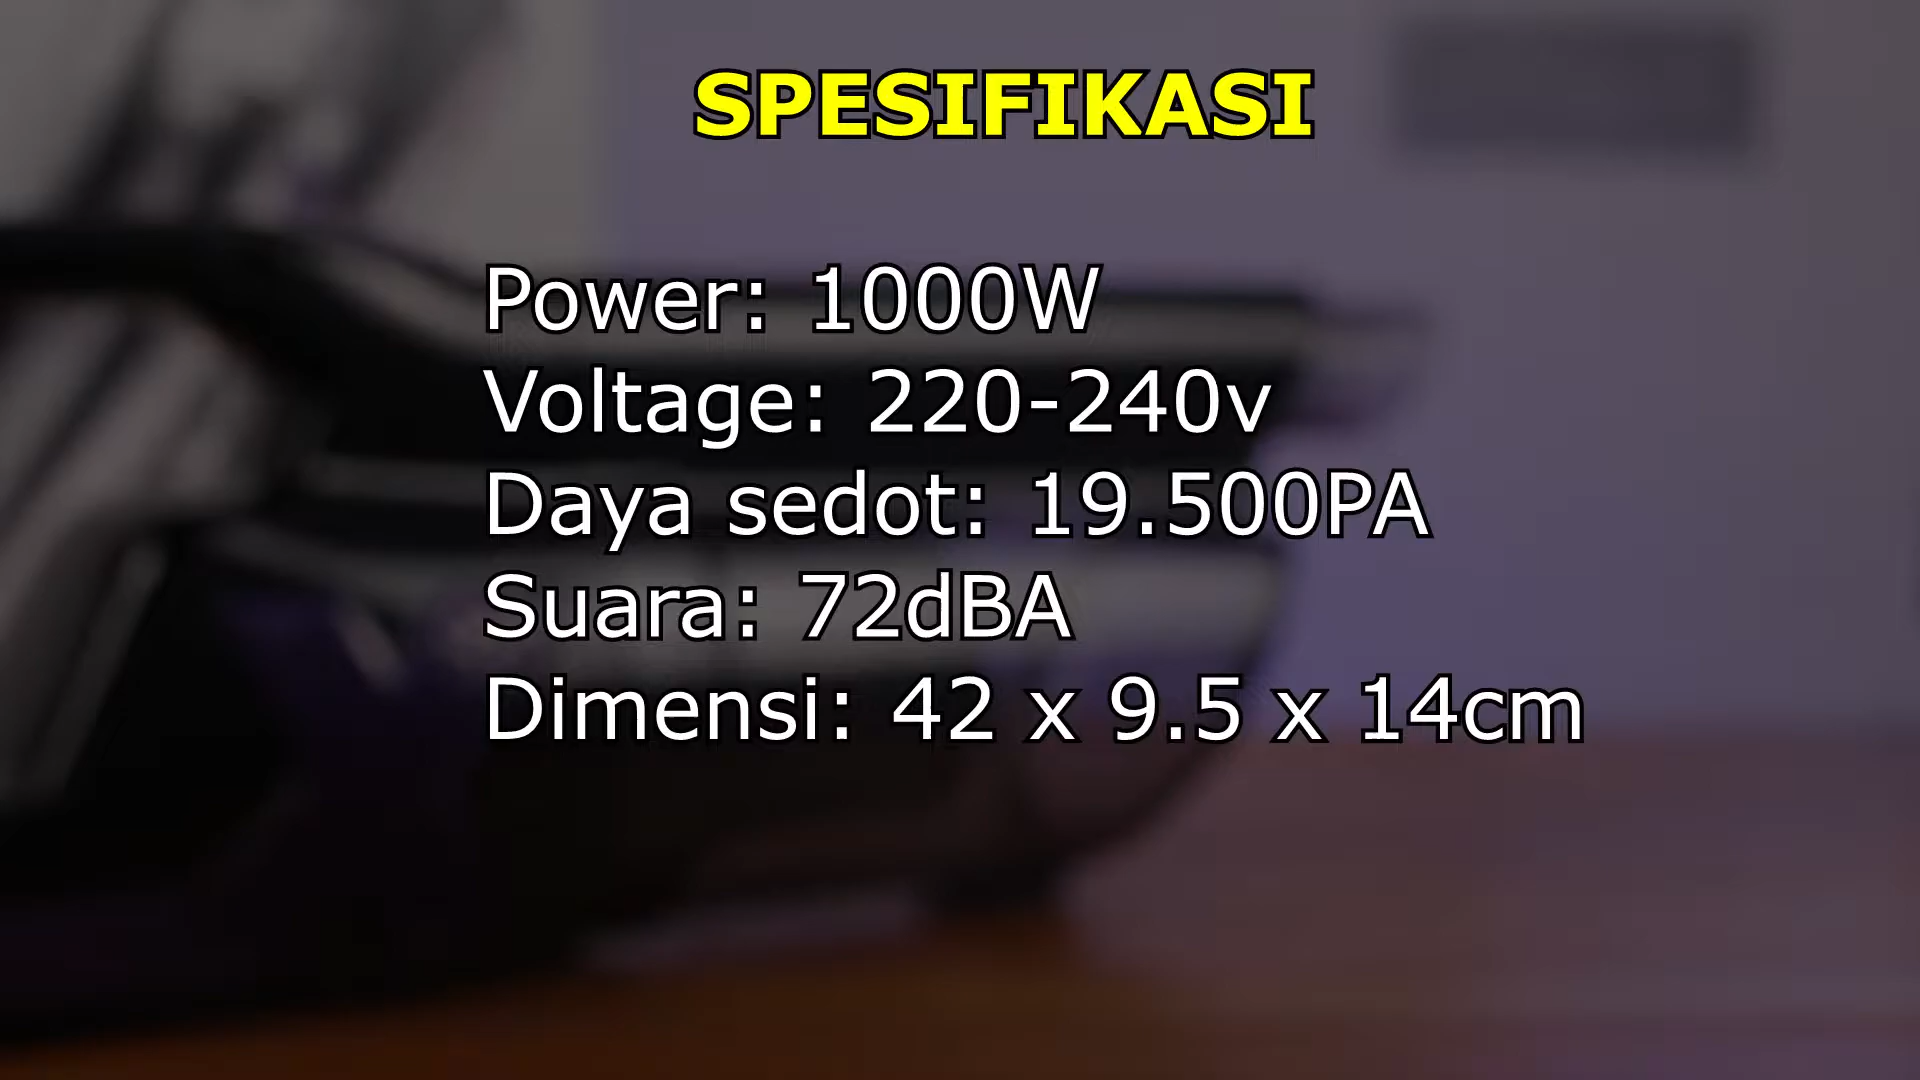 SPESIFIKASI
Power: 1000W
Voltage: 220-240v
Daya sedot: 19.500PA
Suara: 72dBA
Dimensi: 42 x 9.5 x 14cm